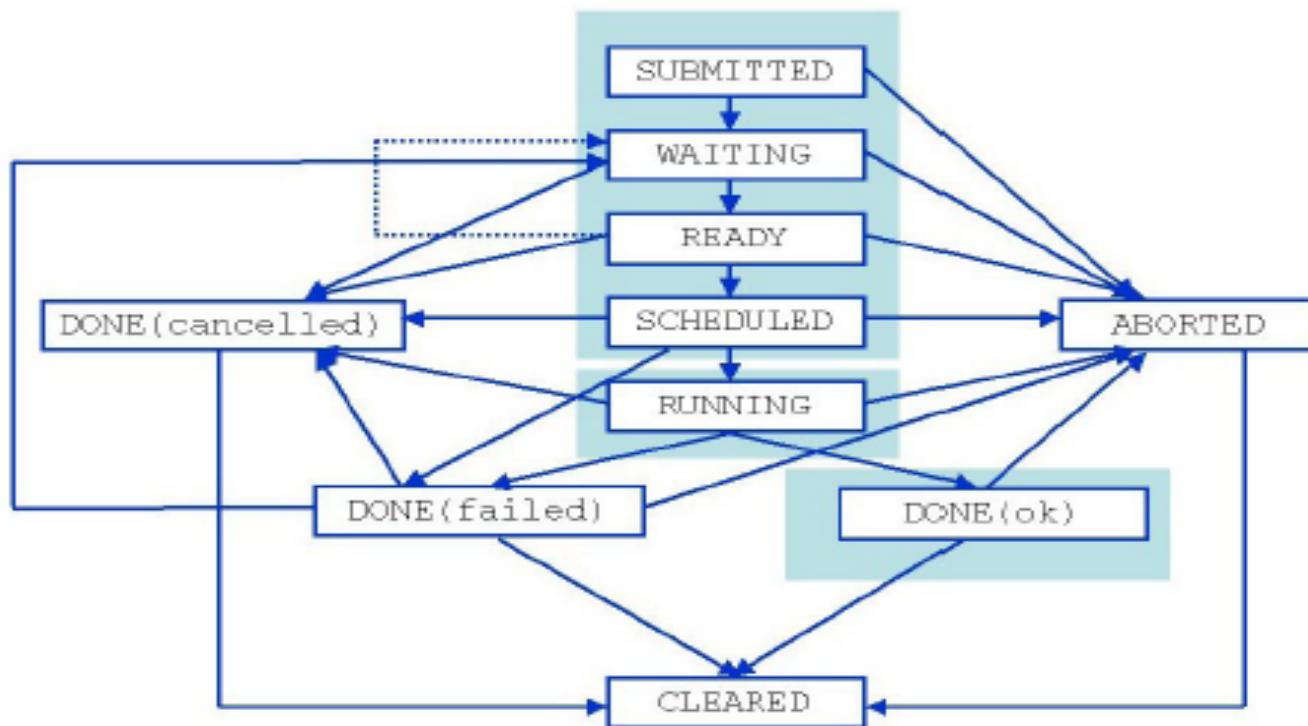 SUBMITTED
WAITING
READY
DONE(cancelled)
SCHEDULED
ABORTED
RUNNING
DONE(failed)
DONE(ok)
CLEARED